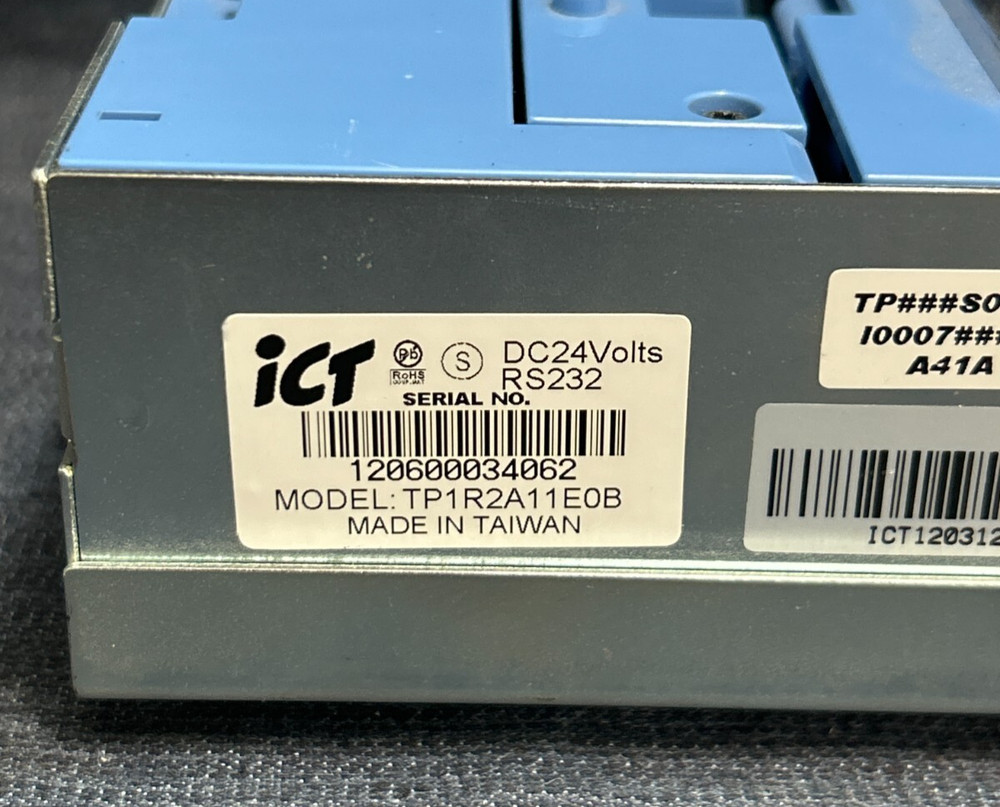 iCT
Pb
RoHS
S
DC24Volts
RS232
SERIAL NO.
120600034062
MODEL: TP1R2A11E0B
MADE IN TAIWAN
TP###S0
I0007###
A41A
ICT120312